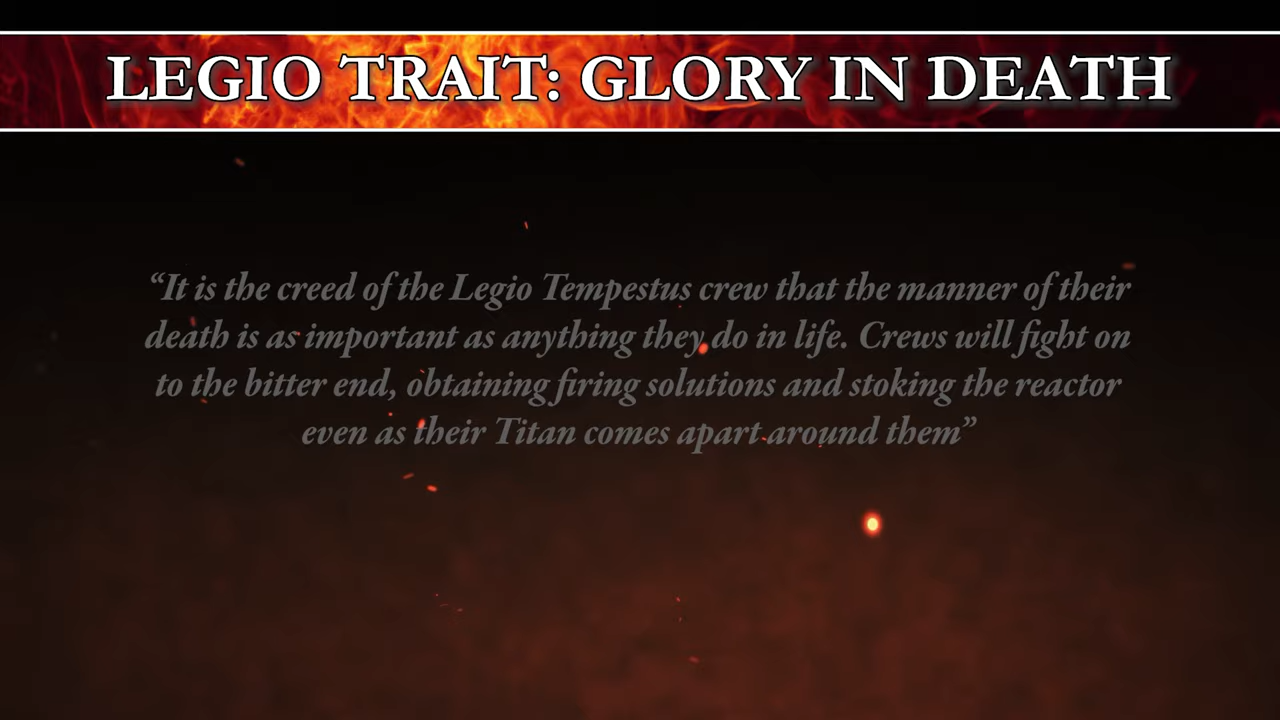 LEGIO TRAIT: GLORY IN DEATH
“It is the creed of the Legio Tempestus crew that the manner of their
death is as important as anything they do in life. Crews will fight on
to the bitter end, obtaining firing solutions and stoking the reactor
even as their Titan comes apart around them”